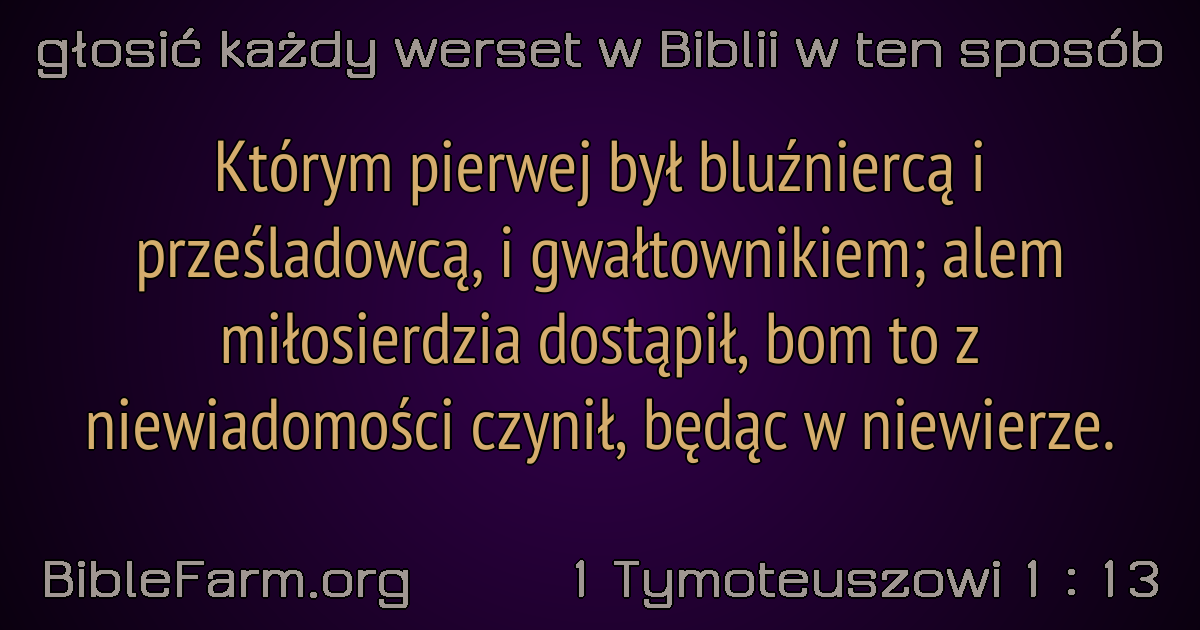 głosić każdy werset w Biblii w ten sposób
Którym pierwej był bluźniercą i
prześladowcą, i gwałtownikiem; alem
miłosierdzia dostąpił, bom to z
niewiadomości czynił, będąc w niewierze.
BibleFarm.org
1 Tymoteuszowi 1 : 13